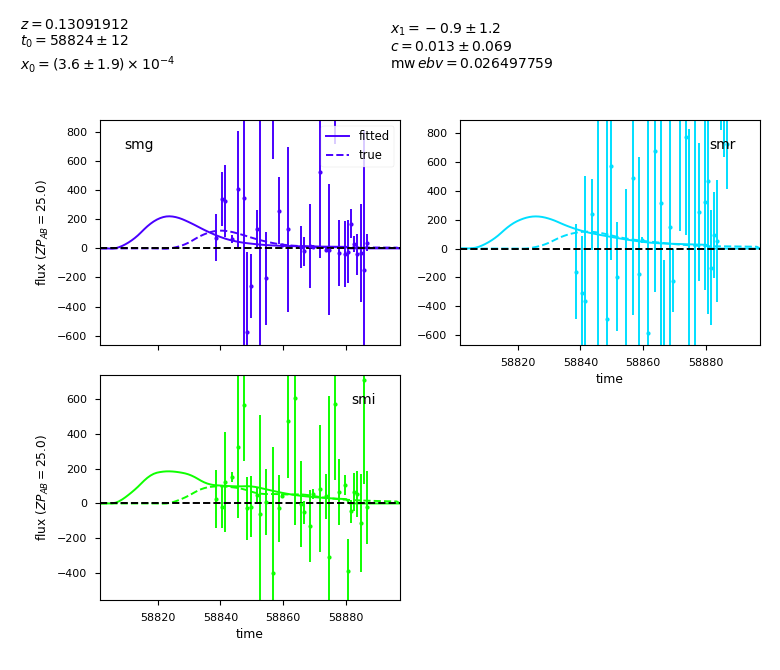 z = 0.13091912
t₀ = 58824 ± 12
x₀ = (3.6 ± 1.9) × 10⁻⁴
x₁ = −0.9 ± 1.2
c = 0.013 ± 0.069
mw ebv = 0.026497759
smg
fitted
true
flux (ZP_AB = 25.0)
800
600
400
200
0
−200
−400
−600
smr
800
600
400
200
0
−200
−400
−600
58820 58840 58860 58880
time
smi
flux (ZP_AB = 25.0)
600
400
200
0
−200
−400
58820 58840 58860 58880
time